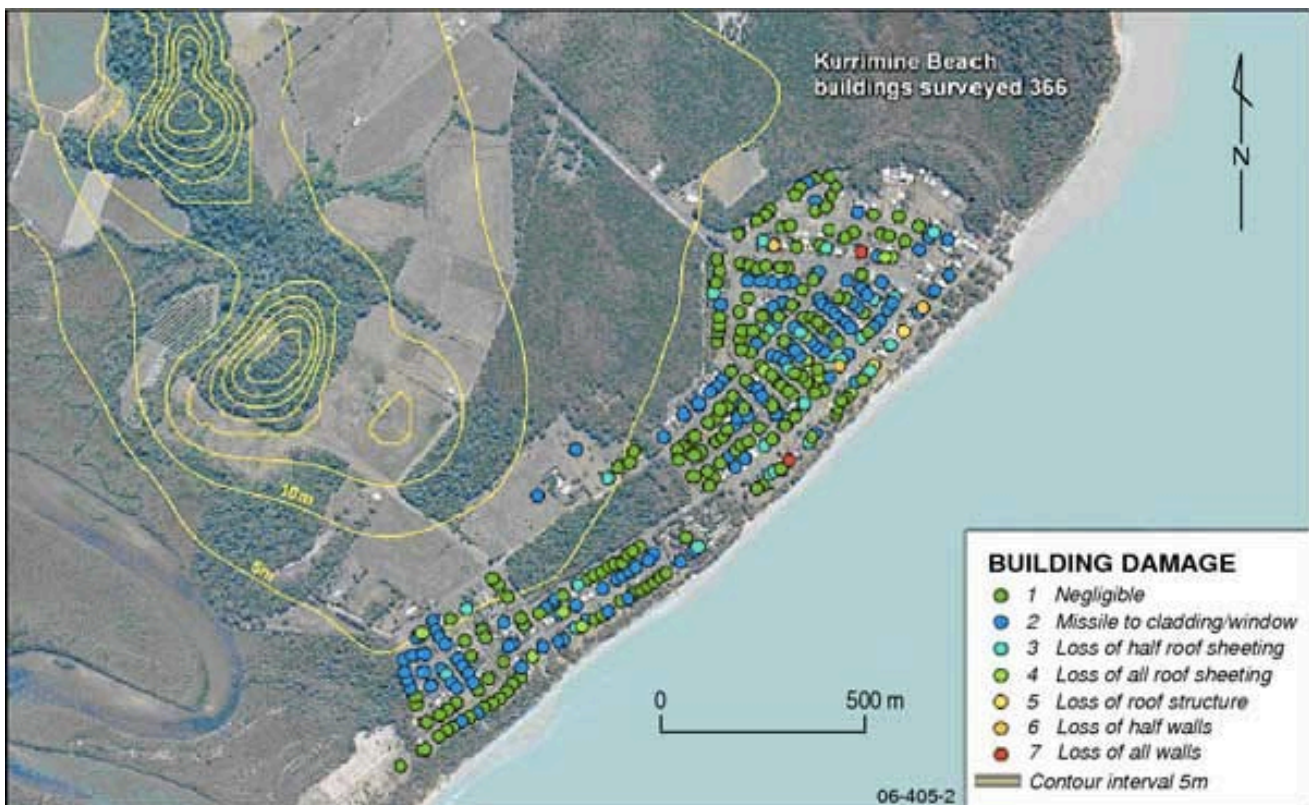 Kurrimine Beach
buildings surveyed 366
N
10m
5m
0 500 m
BUILDING DAMAGE
1 Negligible
2 Missile to cladding/window
3 Loss of half roof sheeting
4 Loss of all roof sheeting
5 Loss of roof structure
6 Loss of half walls
7 Loss of all walls
Contour interval 5m
06-405-2